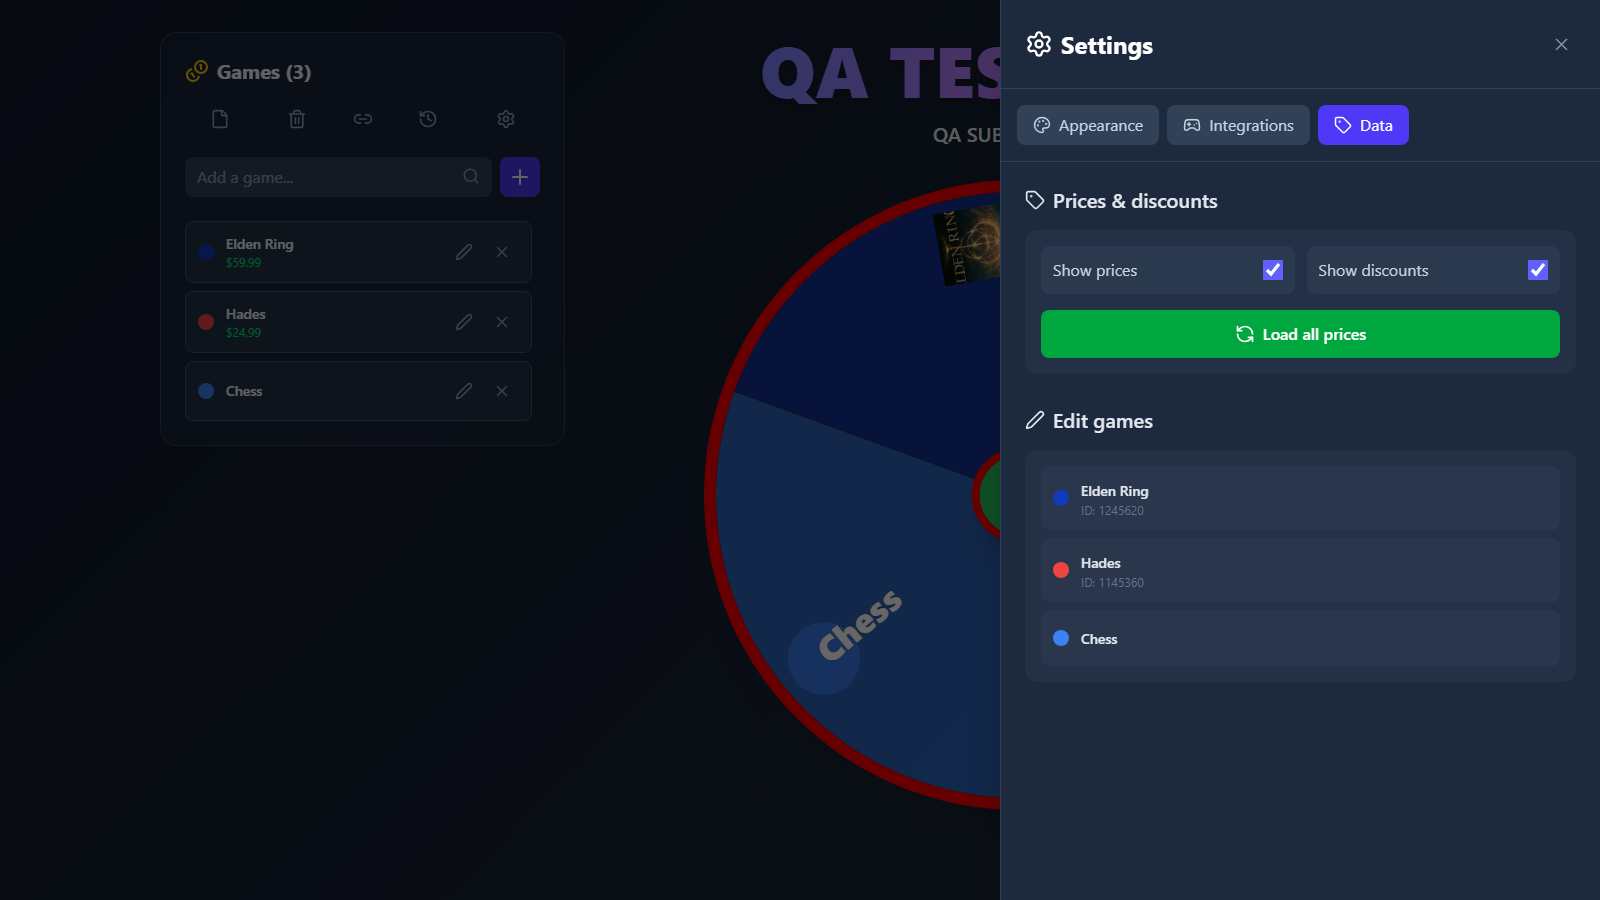 Games (3)
Add a game...
Elden Ring
$59.99
Hades
$24.99
Chess
QA TES
QA SUB
Chess
Settings
Appearance
Integrations
Data
Prices & discounts
Show prices
Show discounts
Load all prices
Edit games
Elden Ring
ID: 1245620
Hades
ID: 1145360
Chess